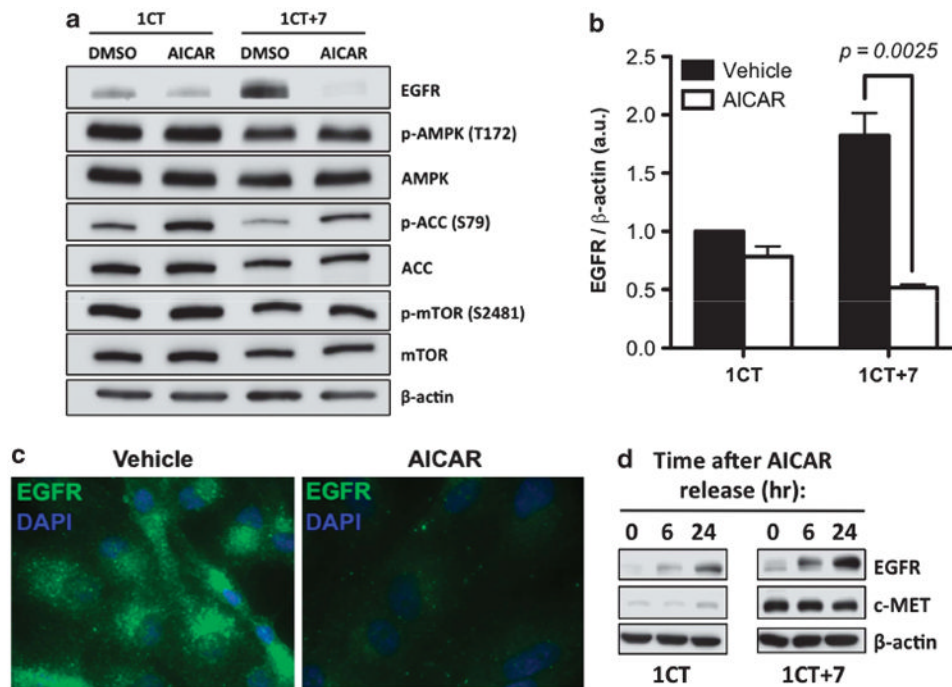 a
1CT 1CT+7
DMSO AICAR DMSO AICAR
EGFR
p-AMPK (T172)
AMPK
p-ACC (S79)
ACC
p-mTOR (S2481)
mTOR
β-actin
b
p = 0.0025
Vehicle
AICAR
EGFR / β-actin (a.u.)
2.5
2.0
1.5
1.0
0.5
0.0
1CT 1CT+7
c
Vehicle AICAR
EGFR EGFR
DAPI DAPI
d Time after AICAR
release (hr):
0 6 24 0 6 24
EGFR
c-MET
β-actin
1CT 1CT+7